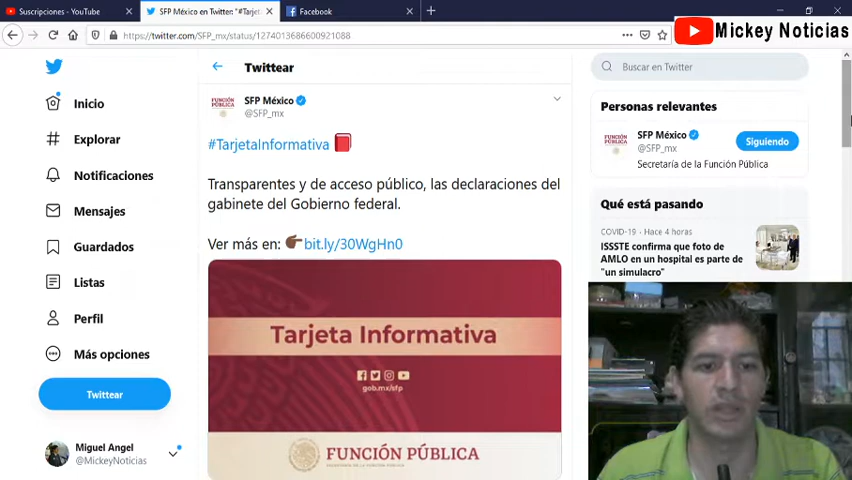 Suscripciones - YouTube
SFP México en Twitter: "#Tarjet
Facebook
https://twitter.com/SFP_mx/status/1274013686600921088
Mickey Noticias
Inicio
Explorar
Notificaciones
Mensajes
Guardados
Listas
Perfil
Más opciones
Twittear
Miguel Angel
@MickeyNoticias
Twittear
FUNCIÓN PÚBLICA
SFP México
@SFP_mx
#TarjetaInformativa
Transparentes y de acceso público, las declaraciones del
gabinete del Gobierno federal.
Ver más en: bit.ly/30WgHn0
Tarjeta Informativa
gob.mx/sfp
FUNCIÓN PÚBLICA
Buscar en Twitter
Personas relevantes
FUNCIÓN PÚBLICA
SFP México
@SFP_mx
Siguiendo
Secretaría de la Función Pública
Qué está pasando
COVID-19 · Hace 4 horas
ISSSTE confirma que foto de
AMLO en un hospital es parte de
"un simulacro"